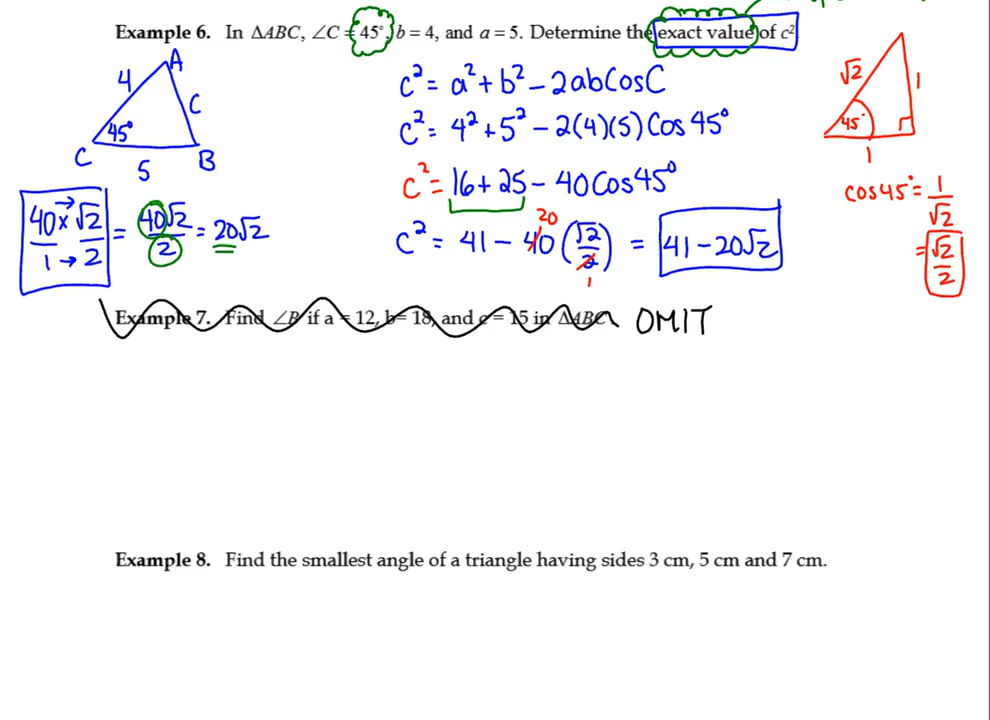 Example 6. In ΔABC, ∠C = 45°, b = 4, and a = 5. Determine the exact value of c²
A
4
C
45°
C
5
B
c² = a² + b² - 2abCosC
c² = 4² + 5² - 2(4)(5) Cos 45°
c² = 16 + 25 - 40Cos45°
c² = 41 - 40 (√2/2) = 41 - 20√2
20
1
40/1 × √2/2 = 40√2/2 = 20√2
√2
1
45°
1
cos45° = 1/√2
= √2/2
Example 7. Find ∠B if a = 12, b = 18, and c = 15 in ΔABC. OMIT
Example 8. Find the smallest angle of a triangle having sides 3 cm, 5 cm and 7 cm.